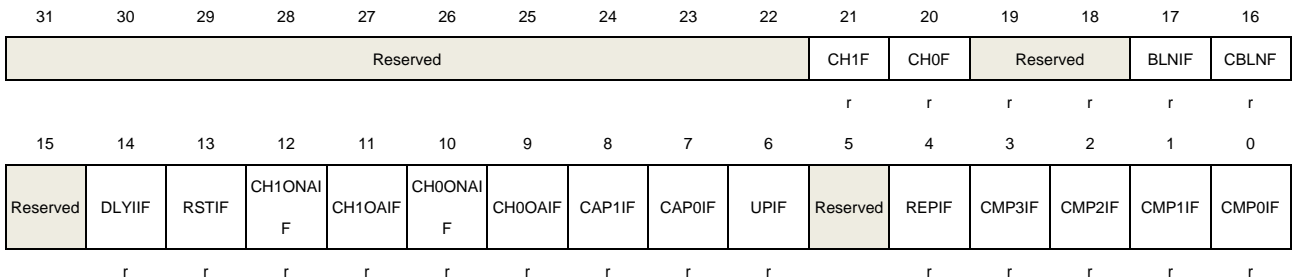 31 30 29 28 27 26 25 24 23 22 21 20 19 18 17 16
Reserved CH1F CH0F Reserved BLNIF CBLNF
r r r r r r
15 14 13 12 11 10 9 8 7 6 5 4 3 2 1 0
Reserved DLYIIF RSTIF CH1ONAI F CH1OAIF CH0ONAI F CH0OAIF CAP1IF CAP0IF UPIF Reserved REPIF CMP3IF CMP2IF CMP1IF CMP0IF
r r r r r r r r r r r r r r